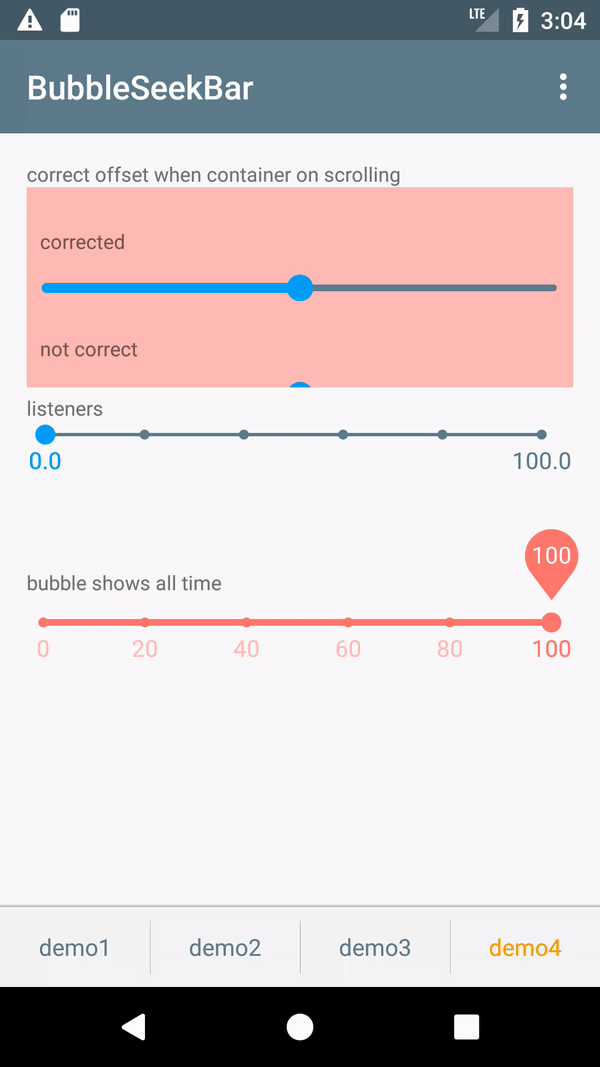 LTE 3:04
BubbleSeekBar
correct offset when container on scrolling
corrected
not correct
listeners
0.0 100.0
100
bubble shows all time
0 20 40 60 80 100
demo1 demo2 demo3 demo4